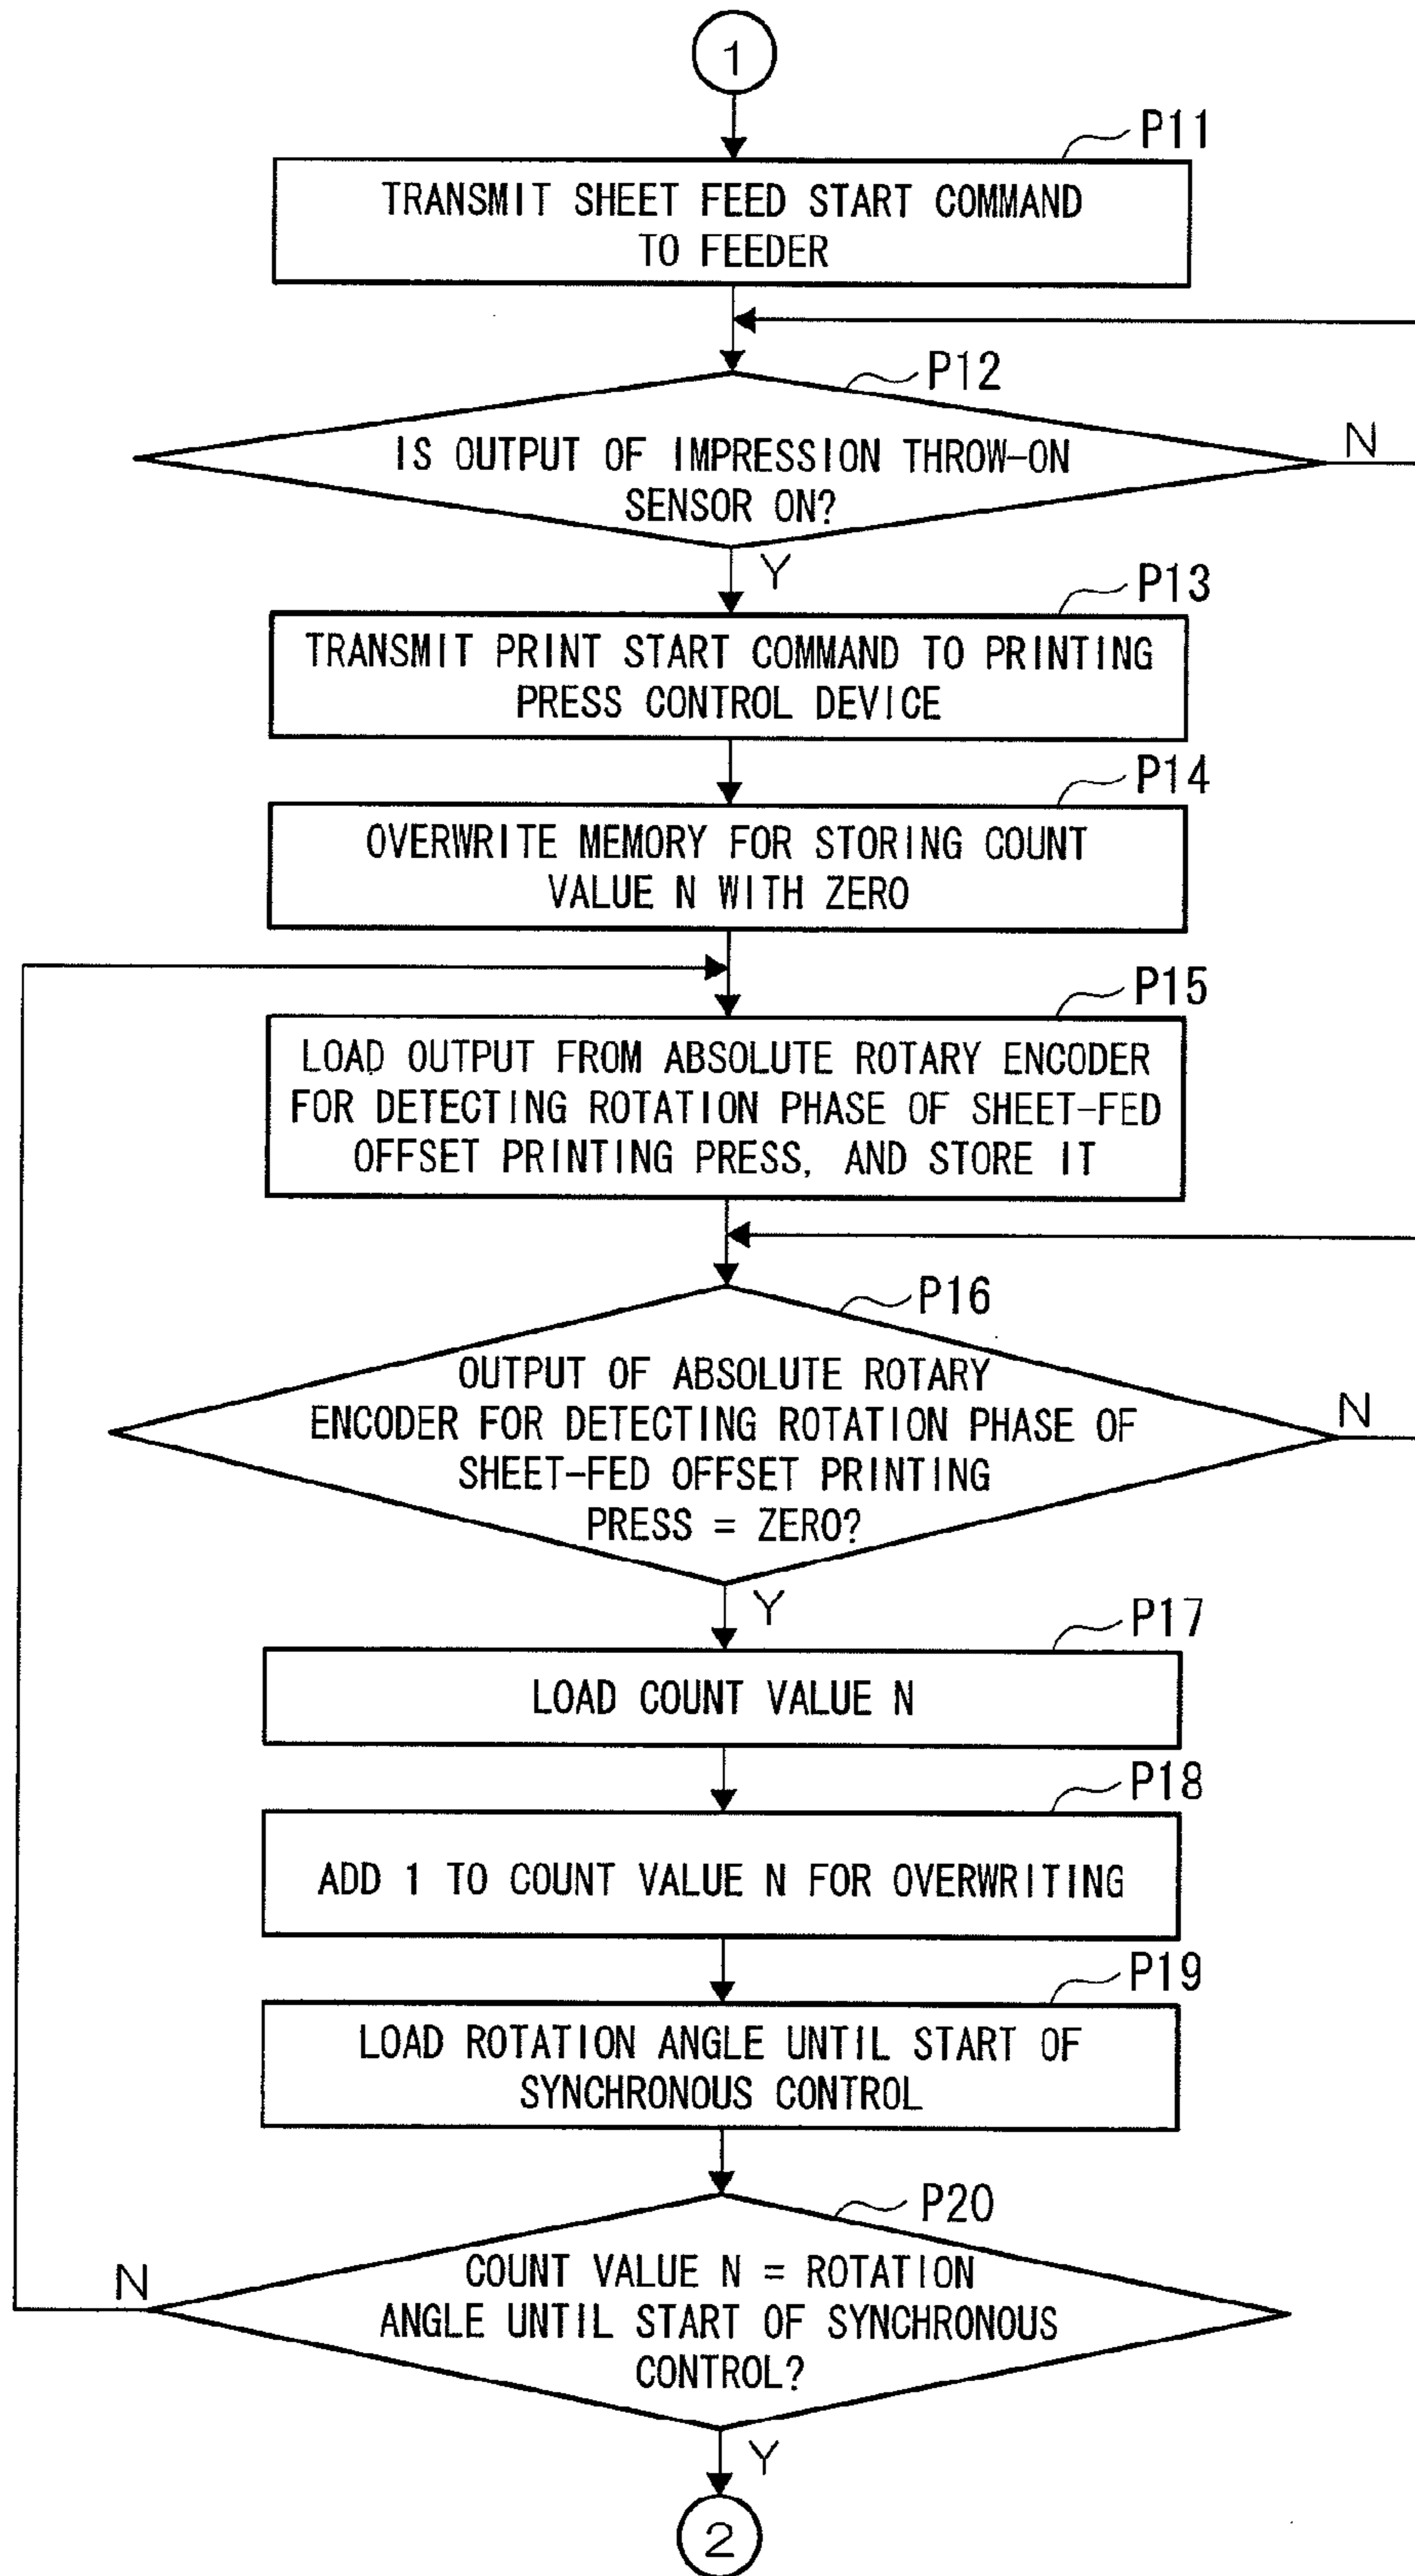 1
P11
TRANSMIT SHEET FEED START COMMAND
TO FEEDER
P12
IS OUTPUT OF IMPRESSION THROW-ON
SENSOR ON?
N
Y
P13
TRANSMIT PRINT START COMMAND TO PRINTING
PRESS CONTROL DEVICE
P14
OVERWRITE MEMORY FOR STORING COUNT
VALUE N WITH ZERO
P15
LOAD OUTPUT FROM ABSOLUTE ROTARY ENCODER
FOR DETECTING ROTATION PHASE OF SHEET-FED
OFFSET PRINTING PRESS, AND STORE IT
P16
OUTPUT OF ABSOLUTE ROTARY
ENCODER FOR DETECTING ROTATION PHASE OF
SHEET-FED OFFSET PRINTING
PRESS = ZERO?
N
Y
P17
LOAD COUNT VALUE N
P18
ADD 1 TO COUNT VALUE N FOR OVERWRITING
P19
LOAD ROTATION ANGLE UNTIL START OF
SYNCHRONOUS CONTROL
P20
COUNT VALUE N = ROTATION
ANGLE UNTIL START OF SYNCHRONOUS
CONTROL?
N
Y
2